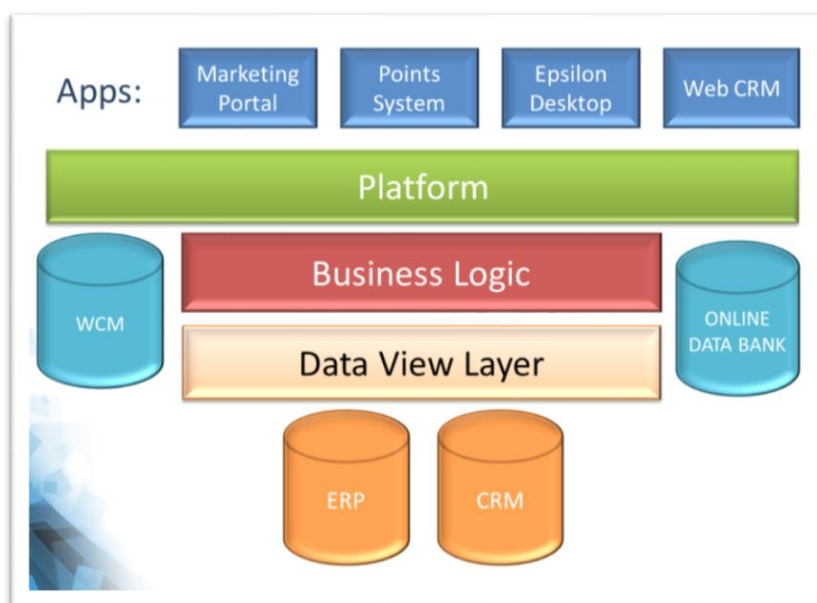 Apps:
Marketing
Portal
Points
System
Epsilon
Desktop
Web CRM
Platform
Business Logic
WCM
ONLINE
DATA BANK
Data View Layer
ERP
CRM